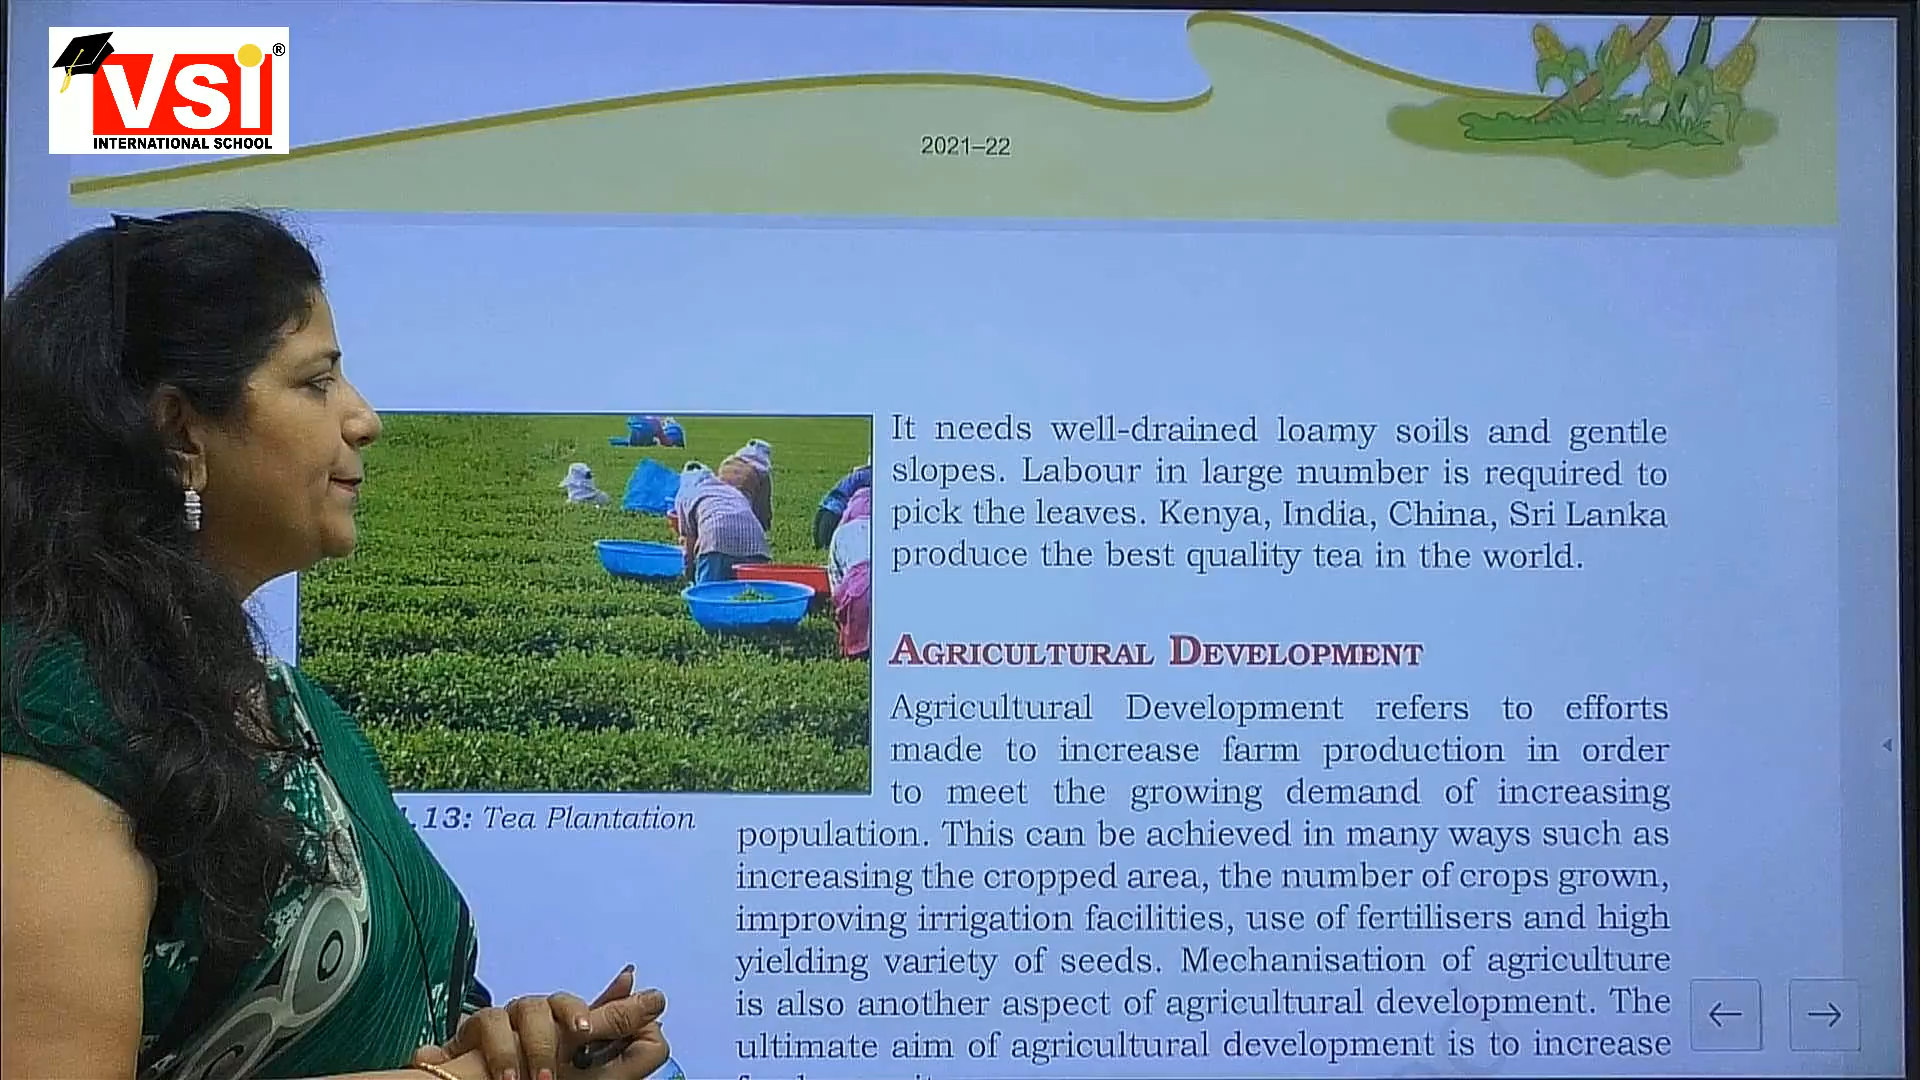 VSI ®
INTERNATIONAL SCHOOL
2021–22
It needs well-drained loamy soils and gentle
slopes. Labour in large number is required to
pick the leaves. Kenya, India, China, Sri Lanka
produce the best quality tea in the world.
AGRICULTURAL DEVELOPMENT
Agricultural Development refers to efforts
made to increase farm production in order
to meet the growing demand of increasing
.13: Tea Plantation
population. This can be achieved in many ways such as
increasing the cropped area, the number of crops grown,
improving irrigation facilities, use of fertilisers and high
yielding variety of seeds. Mechanisation of agriculture
is also another aspect of agricultural development. The
ultimate aim of agricultural development is to increase